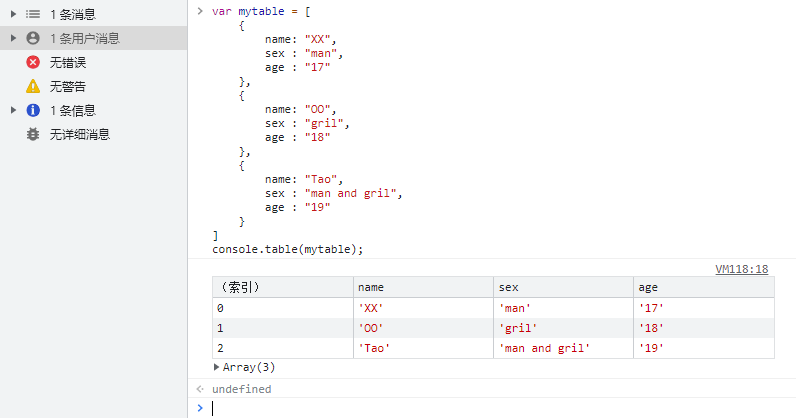 1 条消息
1 条用户消息
无错误
无警告
1 条信息
无详细消息
var mytable = [
{
name: "XX",
sex : "man",
age : "17"
},
{
name: "OO",
sex : "gril",
age : "18"
},
{
name: "Tao",
sex : "man and gril",
age : "19"
}
]
console.table(mytable);
VM118:18
（索引） name sex age
0 'XX' 'man' '17'
1 'OO' 'gril' '18'
2 'Tao' 'man and gril' '19'
Array(3)
undefined